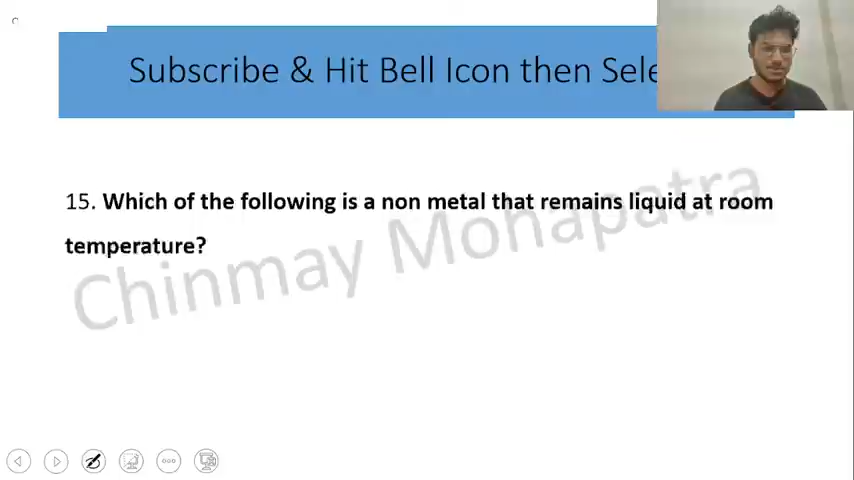 Subscribe & Hit Bell Icon then Sele
15. Which of the following is a non metal that remains liquid at room
temperature?
Chinmay Mohapatra